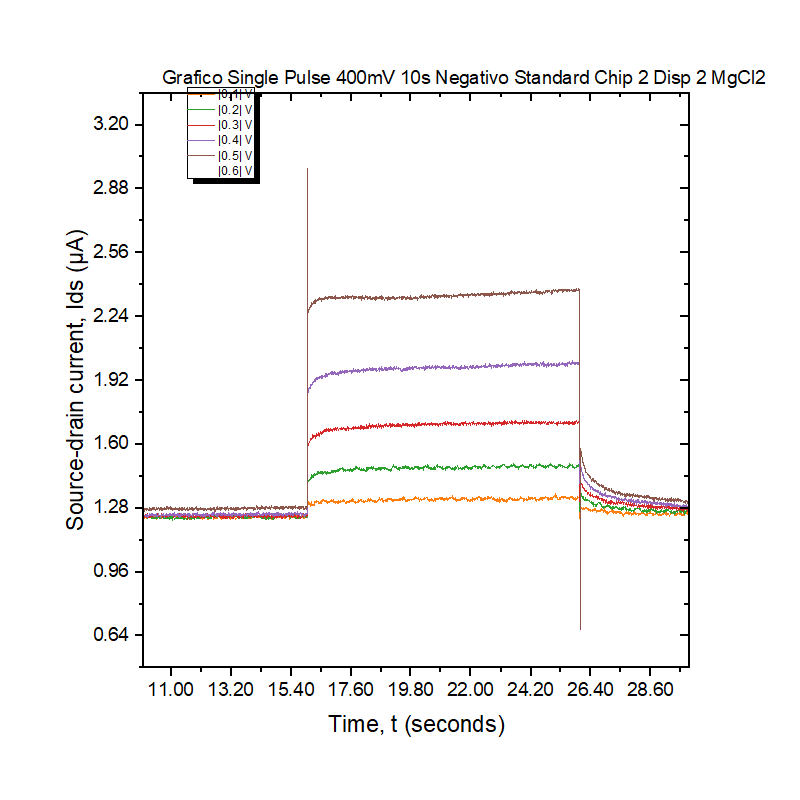 Grafico Single Pulse 400mV 10s Negativo Standard Chip 2 Disp 2 MgCl2
|0.1| V
|0.2| V
|0.3| V
|0.4| V
|0.5| V
|0.6| V
3.20
2.88
2.56
2.24
1.92
1.60
1.28
0.96
0.64
Source-drain current, Ids (µA)
11.00 13.20 15.40 17.60 19.80 22.00 24.20 26.40 28.60
Time, t (seconds)